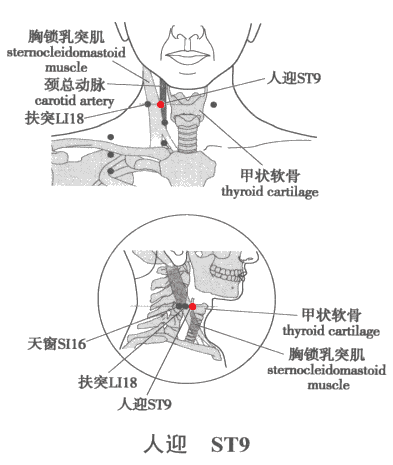 胸锁乳突肌
sternocleidomastoid
muscle
颈总动脉
carotid artery
扶突LI18
人迎ST9
甲状软骨
thyroid cartilage
甲状软骨
thyroid cartilage
天窗SI16
胸锁乳突肌
sternocleidomastoid
muscle
扶突LI18
人迎ST9
人迎 ST9